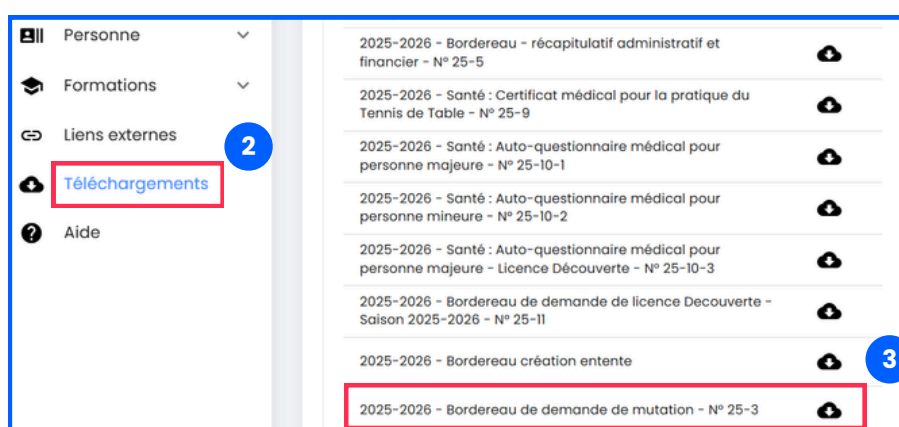 Personne
Formations
Liens externes
2
Téléchargements
Aide
2025-2026 - Bordereau - récapitulatif administratif et
financier - N° 25-5
2025-2026 - Santé : Certificat médical pour la pratique du
Tennis de Table - N° 25-9
2025-2026 - Santé : Auto-questionnaire médical pour
personne majeure - N° 25-10-1
2025-2026 - Santé : Auto-questionnaire médical pour
personne mineure - N° 25-10-2
2025-2026 - Santé : Auto-questionnaire médical pour
personne majeure - Licence Découverte - N° 25-10-3
2025-2026 - Bordereau de demande de licence Decouverte -
Saison 2025-2026 - N° 25-11
2025-2026 - Bordereau création entente
3
2025-2026 - Bordereau de demande de mutation - N° 25-3